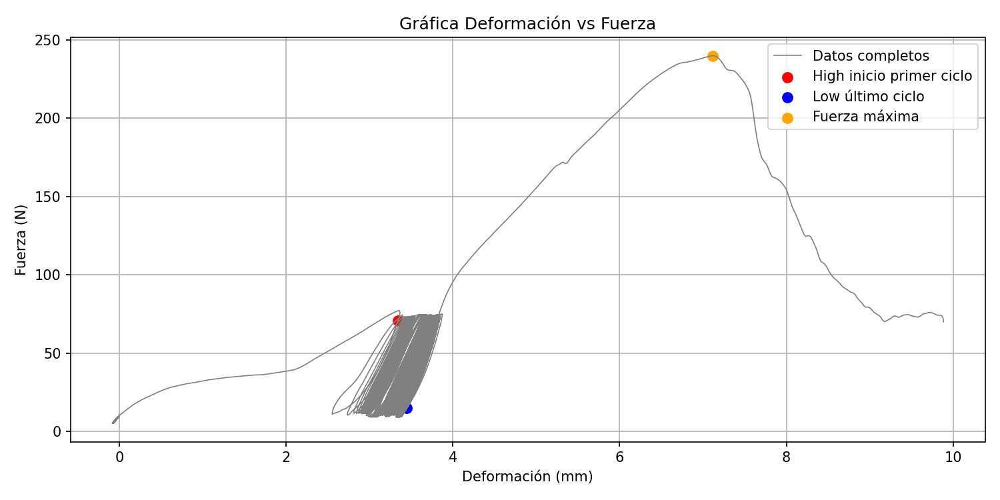 Gráfica Deformación vs Fuerza
250
200
150
100
50
0
Fuerza (N)
Datos completos
High inicio primer ciclo
Low último ciclo
Fuerza máxima
0 2 4 6 8 10
Deformación (mm)